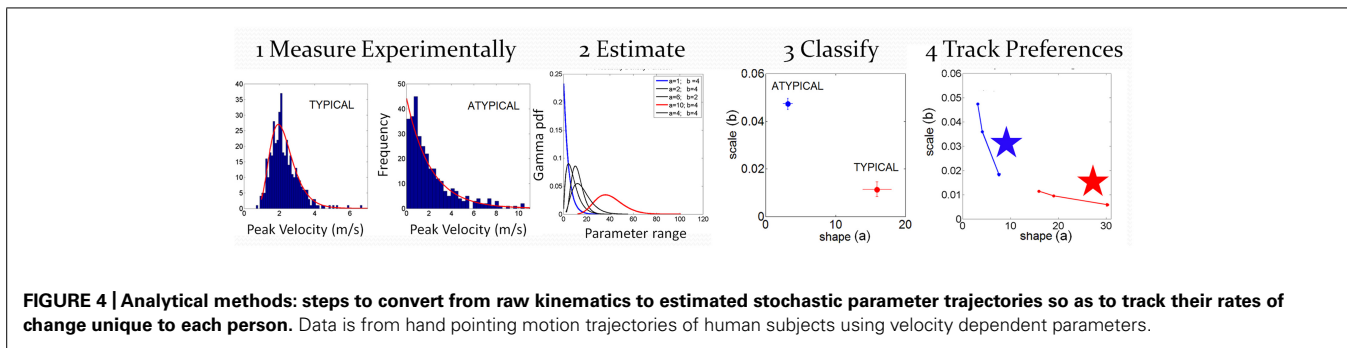 1 Measure Experimentally
2 Estimate
3 Classify
4 Track Preferences
40
35
30
25
20
15
10
5
0
TYPICAL
0 2 4 6
Peak Velocity (m/s)
Frequency
50
45
40
35
30
25
20
15
10
5
0
ATYPICAL
0 2 4 6 8 10
Peak Velocity (m/s)
Gamma pdf
0.25
0.2
0.15
0.1
0.05
0
a=1; b=4
a=2; b=4
a=6; b=2
a=10; b=4
a=4; b=4
0 20 40 60 80 100 120
Parameter range
scale (b)
0.06
0.04
0.02
0
ATYPICAL
TYPICAL
0 5 10 15 20
shape (a)
scale (b)
0.06
0.05
0.04
0.03
0.02
0.01
0
0 10 20 30
shape (a)
FIGURE 4 | Analytical methods: steps to convert from raw kinematics to estimated stochastic parameter trajectories so as to track their rates of
change unique to each person. Data is from hand pointing motion trajectories of human subjects using velocity dependent parameters.